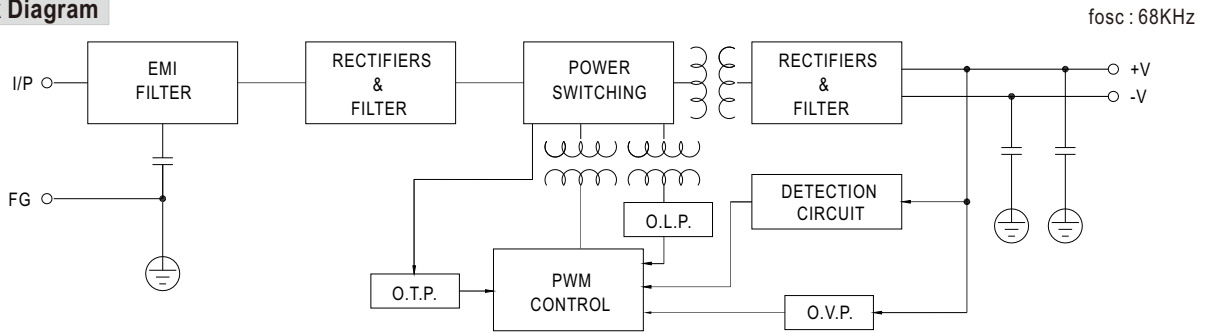 Diagram
fosc : 68KHz
I/P
EMI
FILTER
RECTIFIERS
&
FILTER
POWER
SWITCHING
RECTIFIERS
&
FILTER
+V
-V
FG
DETECTION
CIRCUIT
O.L.P.
O.T.P.
PWM
CONTROL
O.V.P.